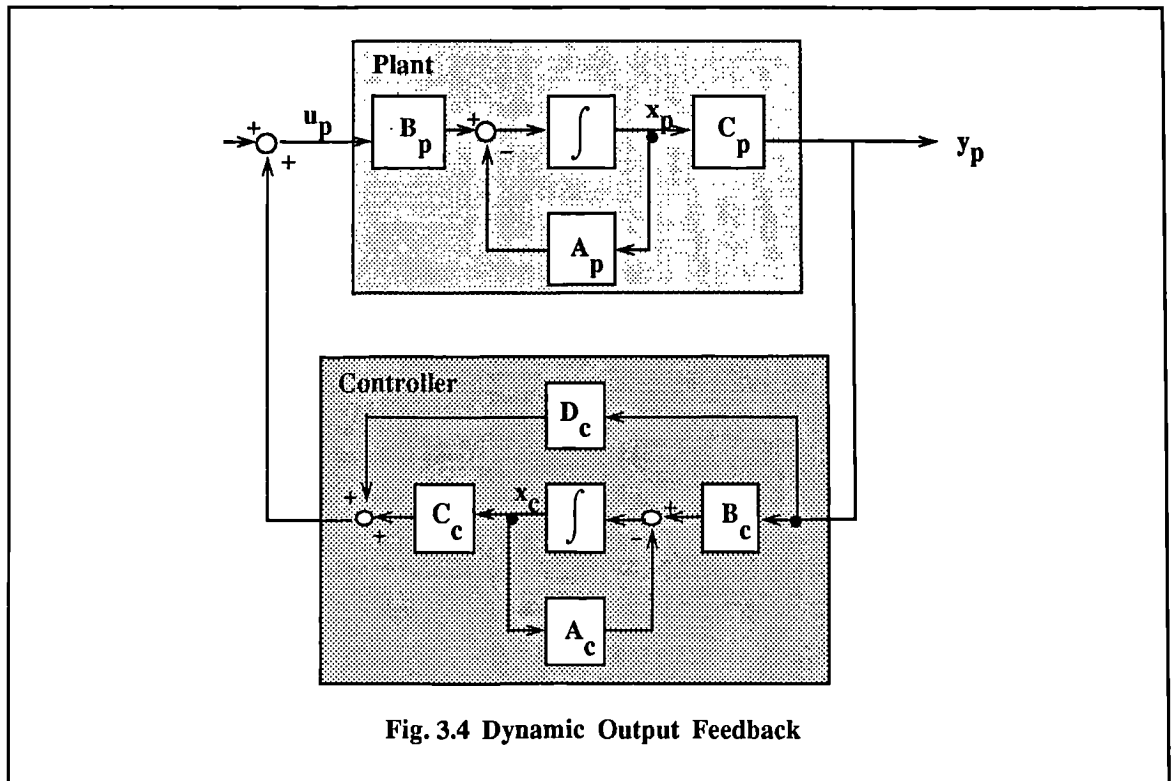 Plant
+
+
u_p
B_p
+
-
∫
x_p
C_p
y_p
A_p
Controller
D_c
+
+
C_c
x_c
∫
+
-
B_c
A_c
Fig. 3.4 Dynamic Output Feedback